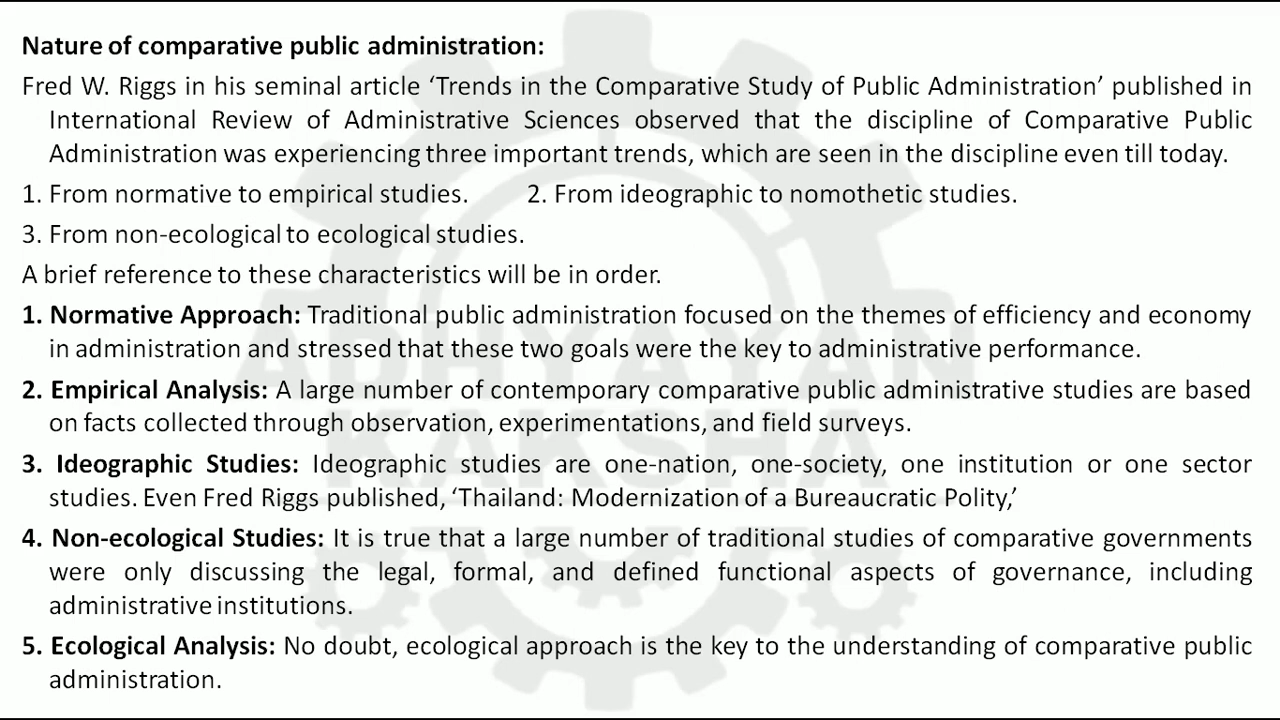 Nature of comparative public administration:
Fred W. Riggs in his seminal article ‘Trends in the Comparative Study of Public Administration’ published in
International Review of Administrative Sciences observed that the discipline of Comparative Public
Administration was experiencing three important trends, which are seen in the discipline even till today.
1. From normative to empirical studies. 2. From ideographic to nomothetic studies.
3. From non-ecological to ecological studies.
A brief reference to these characteristics will be in order.
1. Normative Approach: Traditional public administration focused on the themes of efficiency and economy
in administration and stressed that these two goals were the key to administrative performance.
2. Empirical Analysis: A large number of contemporary comparative public administrative studies are based
on facts collected through observation, experimentations, and field surveys.
3. Ideographic Studies: Ideographic studies are one-nation, one-society, one institution or one sector
studies. Even Fred Riggs published, ‘Thailand: Modernization of a Bureaucratic Polity,’
4. Non-ecological Studies: It is true that a large number of traditional studies of comparative governments
were only discussing the legal, formal, and defined functional aspects of governance, including
administrative institutions.
5. Ecological Analysis: No doubt, ecological approach is the key to the understanding of comparative public
administration.